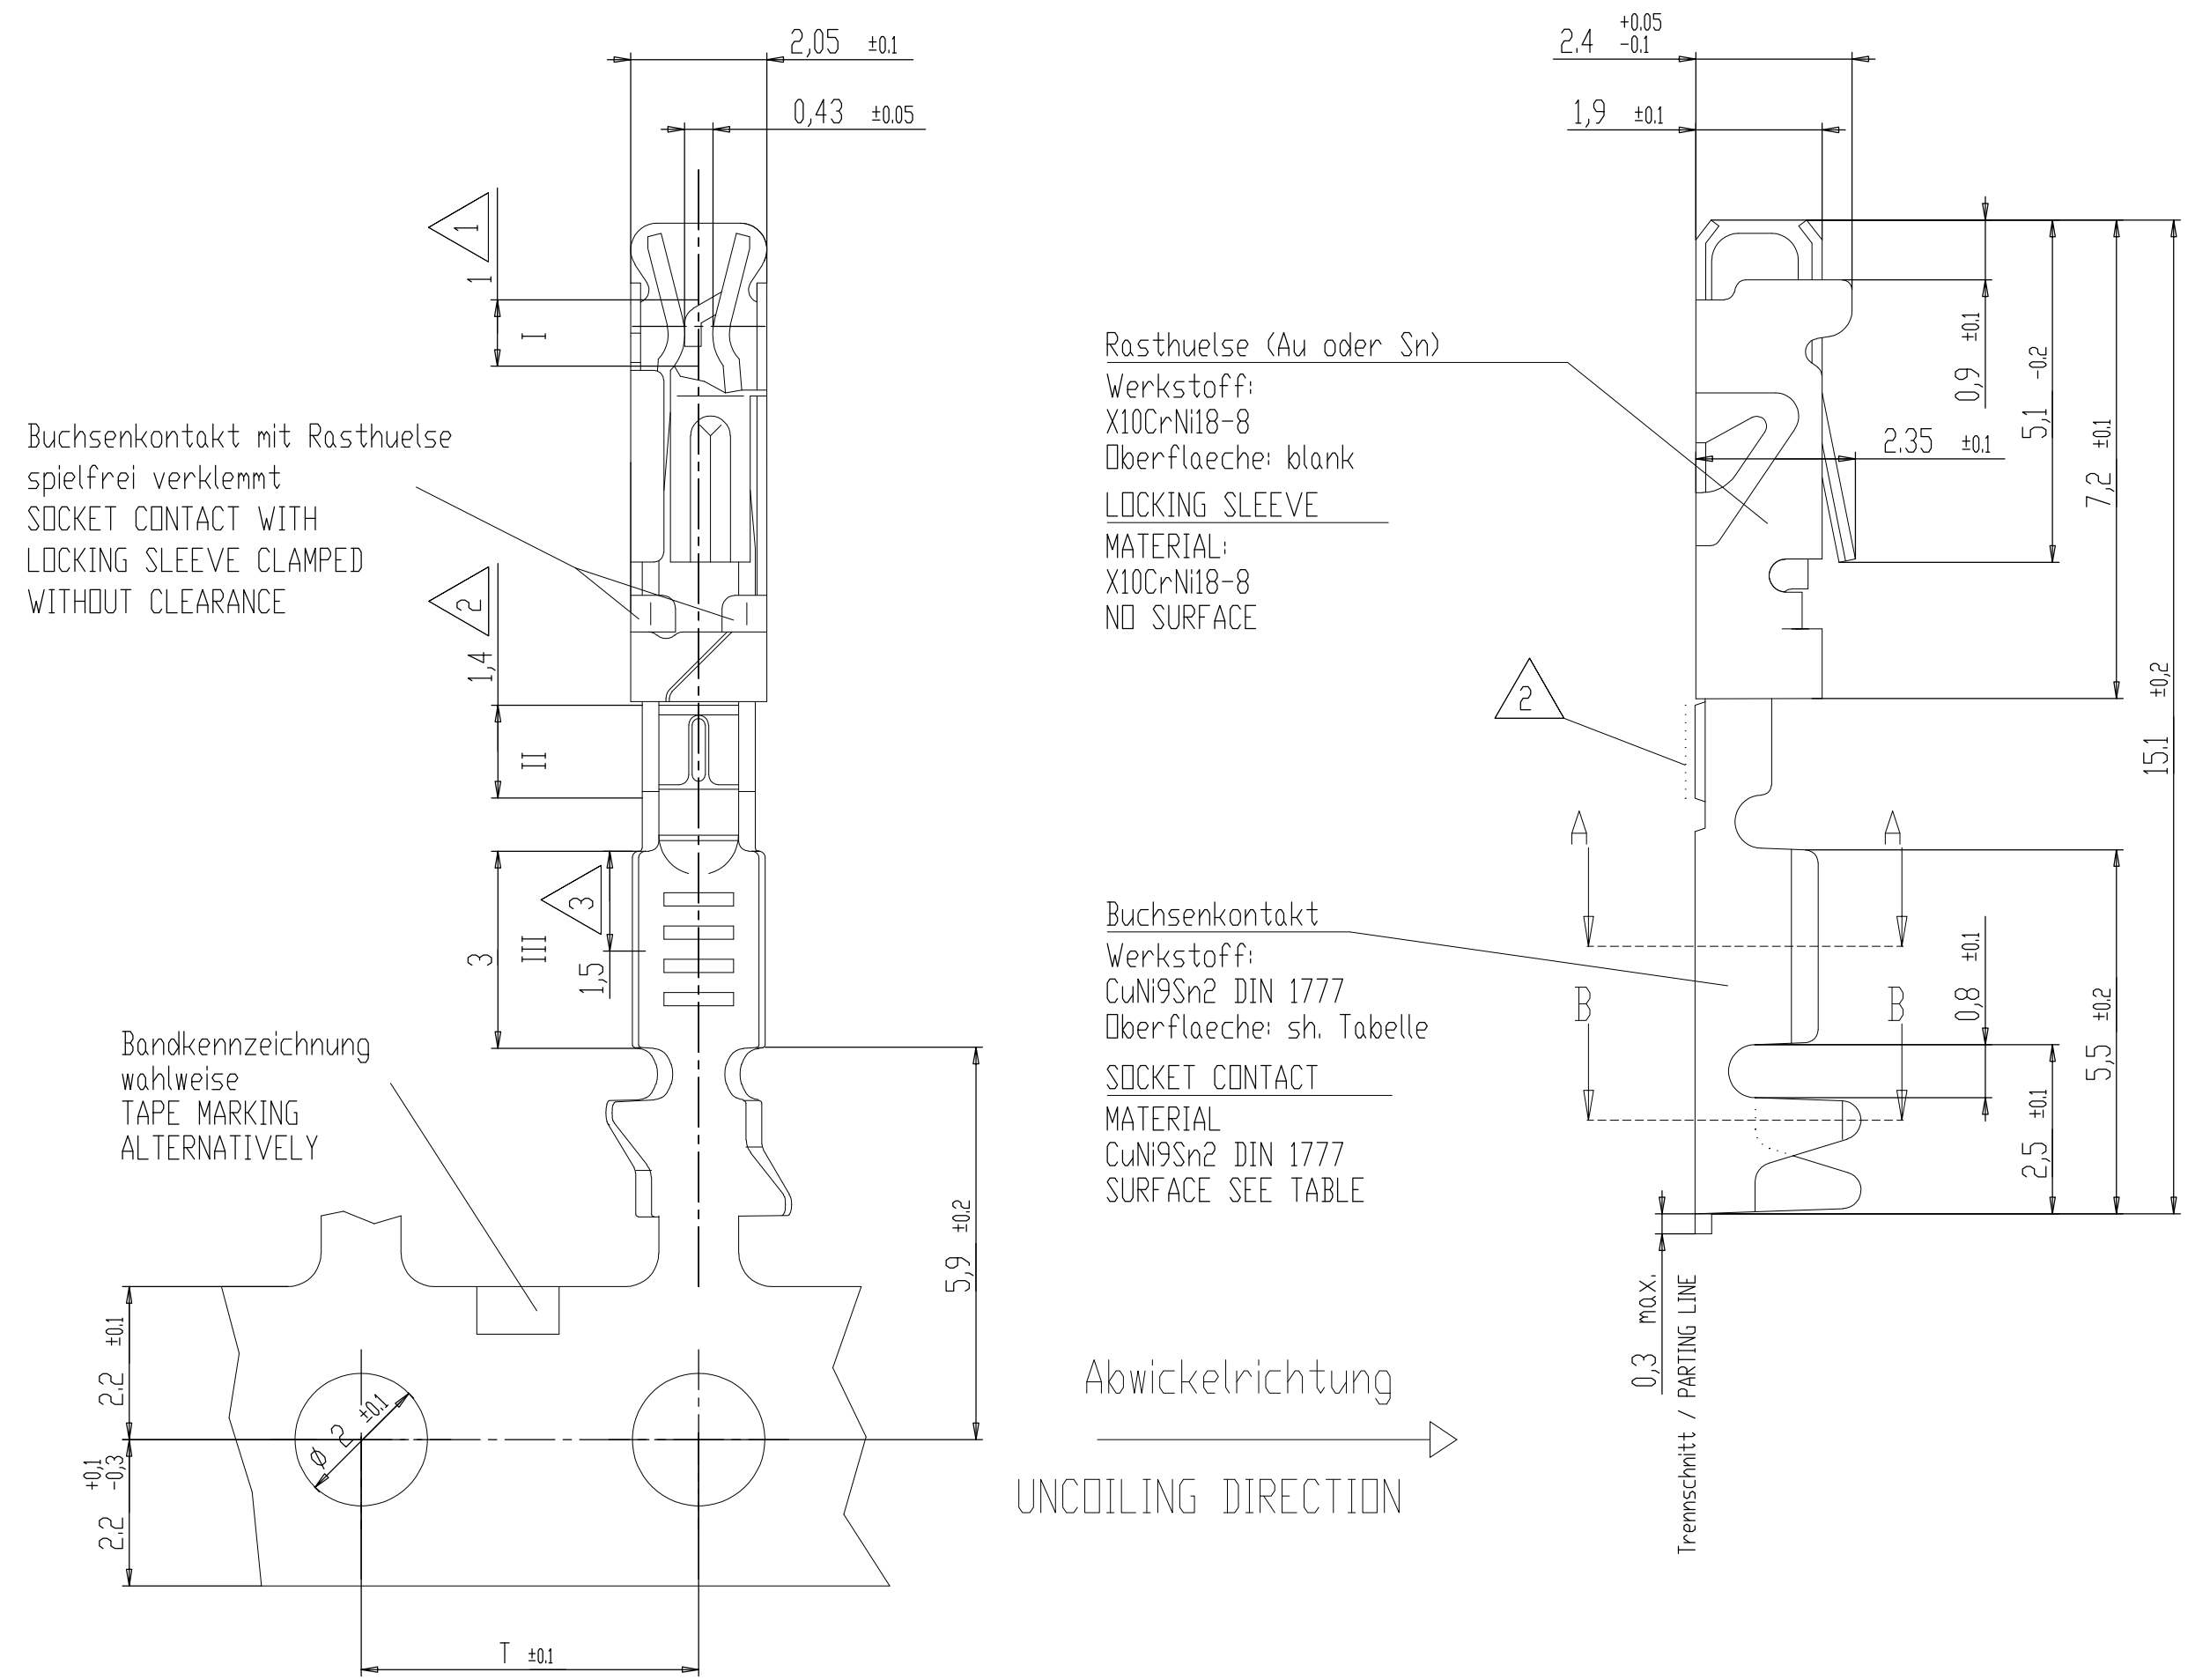 2,05 ±0.1
0,43 ±0.05
1
1
I
Buchsenkontakt mit Rasthuelse
spielfrei verklemmt
SOCKET CONTACT WITH
LOCKING SLEEVE CLAMPED
WITHOUT CLEARANCE
2
1,4
II
3
III
3
1,5
Bandkennzeichnung
wahlweise
TAPE MARKING
ALTERNATIVELY
5,9 ±0.2
2.2 ±0.1
2.2 +0,1 -0,3
ø 2 ±0.1
T ±0.1
Rasthuelse (Au oder Sn)
Werkstoff:
X10CrNi18-8
Oberflaeche: blank
LOCKING SLEEVE
MATERIAL:
X10CrNi18-8
NO SURFACE
2
Buchsenkontakt
Werkstoff:
CuNi9Sn2 DIN 1777
Oberflaeche: sh. Tabelle
SOCKET CONTACT
MATERIAL
CuNi9Sn2 DIN 1777
SURFACE SEE TABLE
Abwickelrichtung
UNCOILING DIRECTION
2.4 +0.05 -0.1
1,9 ±0.1
0,9 ±0.1
5,1 -0.2
2.35 ±0.1
7,2 ±0.1
15.1 ±0,2
A
A
B
B
0,8 ±0.1
5,5 ±0.2
2,5 ±0.1
0,3 max.
Trennschnitt / PARTING LINE